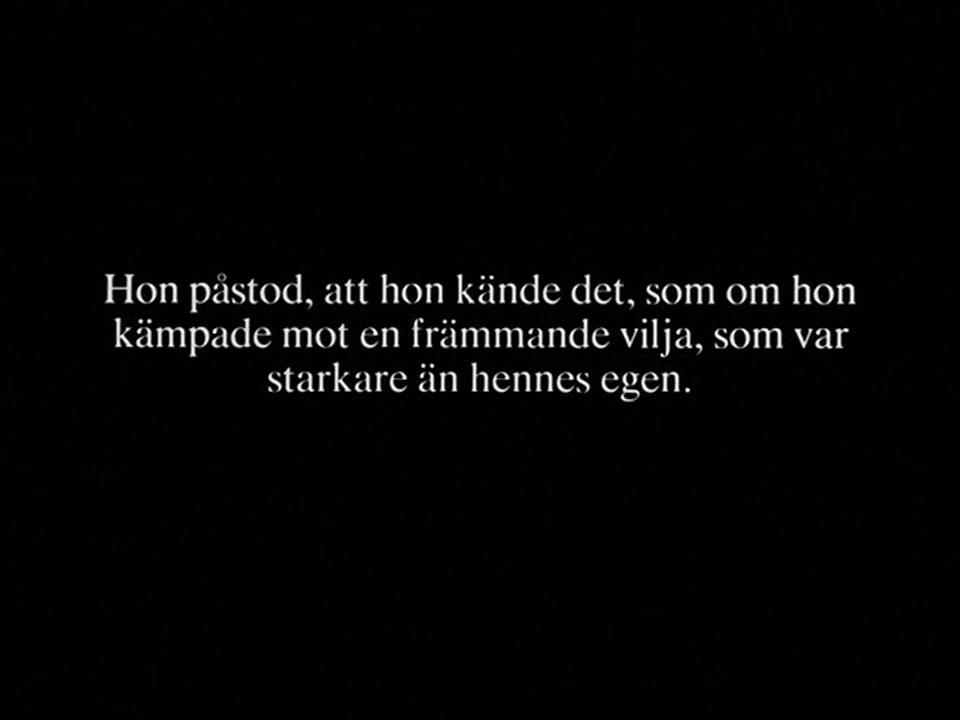 Hon påstod, att hon kände det, som om hon
kämpade mot en främmande vilja, som var
starkare än hennes egen.